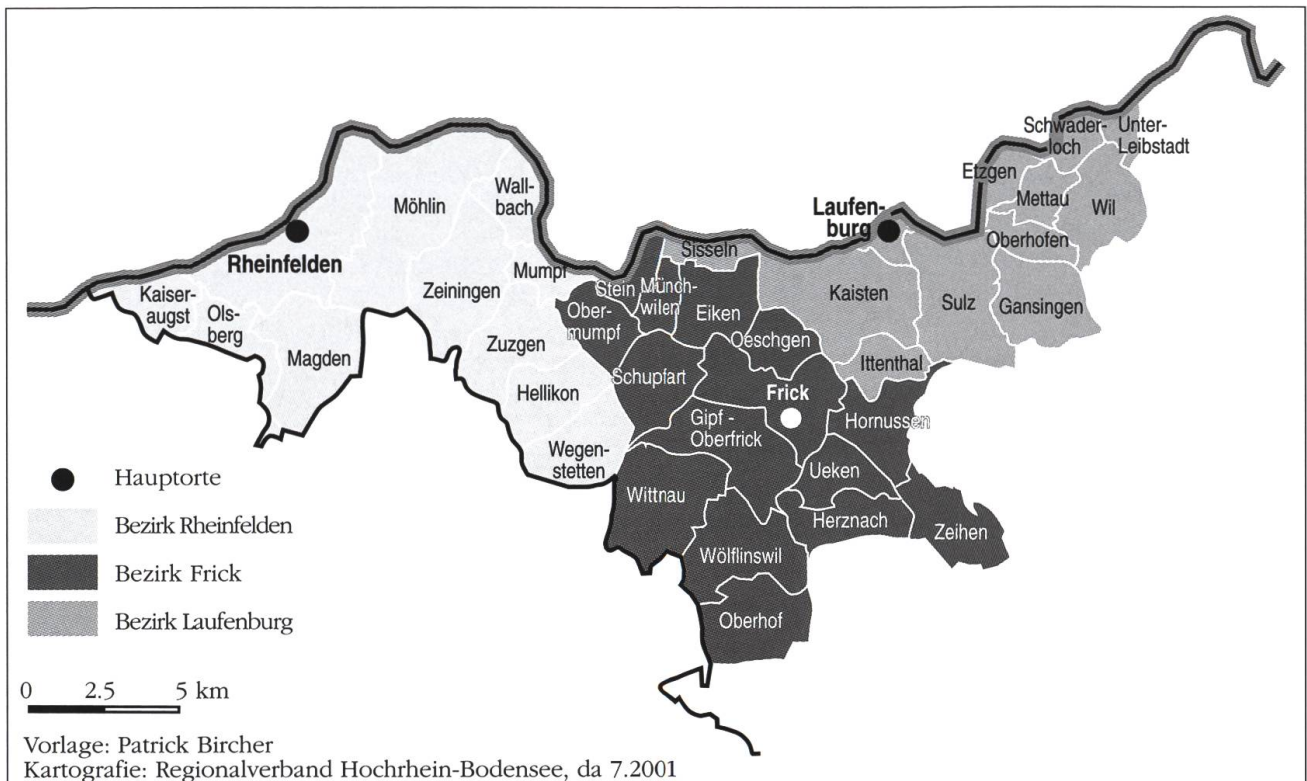 Schwader-
loch
Unter-
Leibstadt
Etzgen
Mettau
Wil
Wall-
bach
Möhlin
Laufen-
burg
Oberhofen
Rheinfelden
Sisseln
Mumpf
Kaiser-
augst
Ols-
berg
Zeiningen
Stein
Münch-
wilen
Kaisten
Sulz
Gansingen
Ober-
mumpf
Eiken
Oeschgen
Magden
Zuzgen
Ittenthal
Schupfart
Hellikon
Frick
Gipf -
Oberfrick
Hornussen
Wegen-
stetten
Ueken
Wittnau
Herznach
Zeihen
Wölflinswil
Oberhof
Hauptorte
Bezirk Rheinfelden
Bezirk Frick
Bezirk Laufenburg
0 2.5 5 km
Vorlage: Patrick Bircher
Kartografie: Regionalverband Hochrhein-Bodensee, da 7.2001